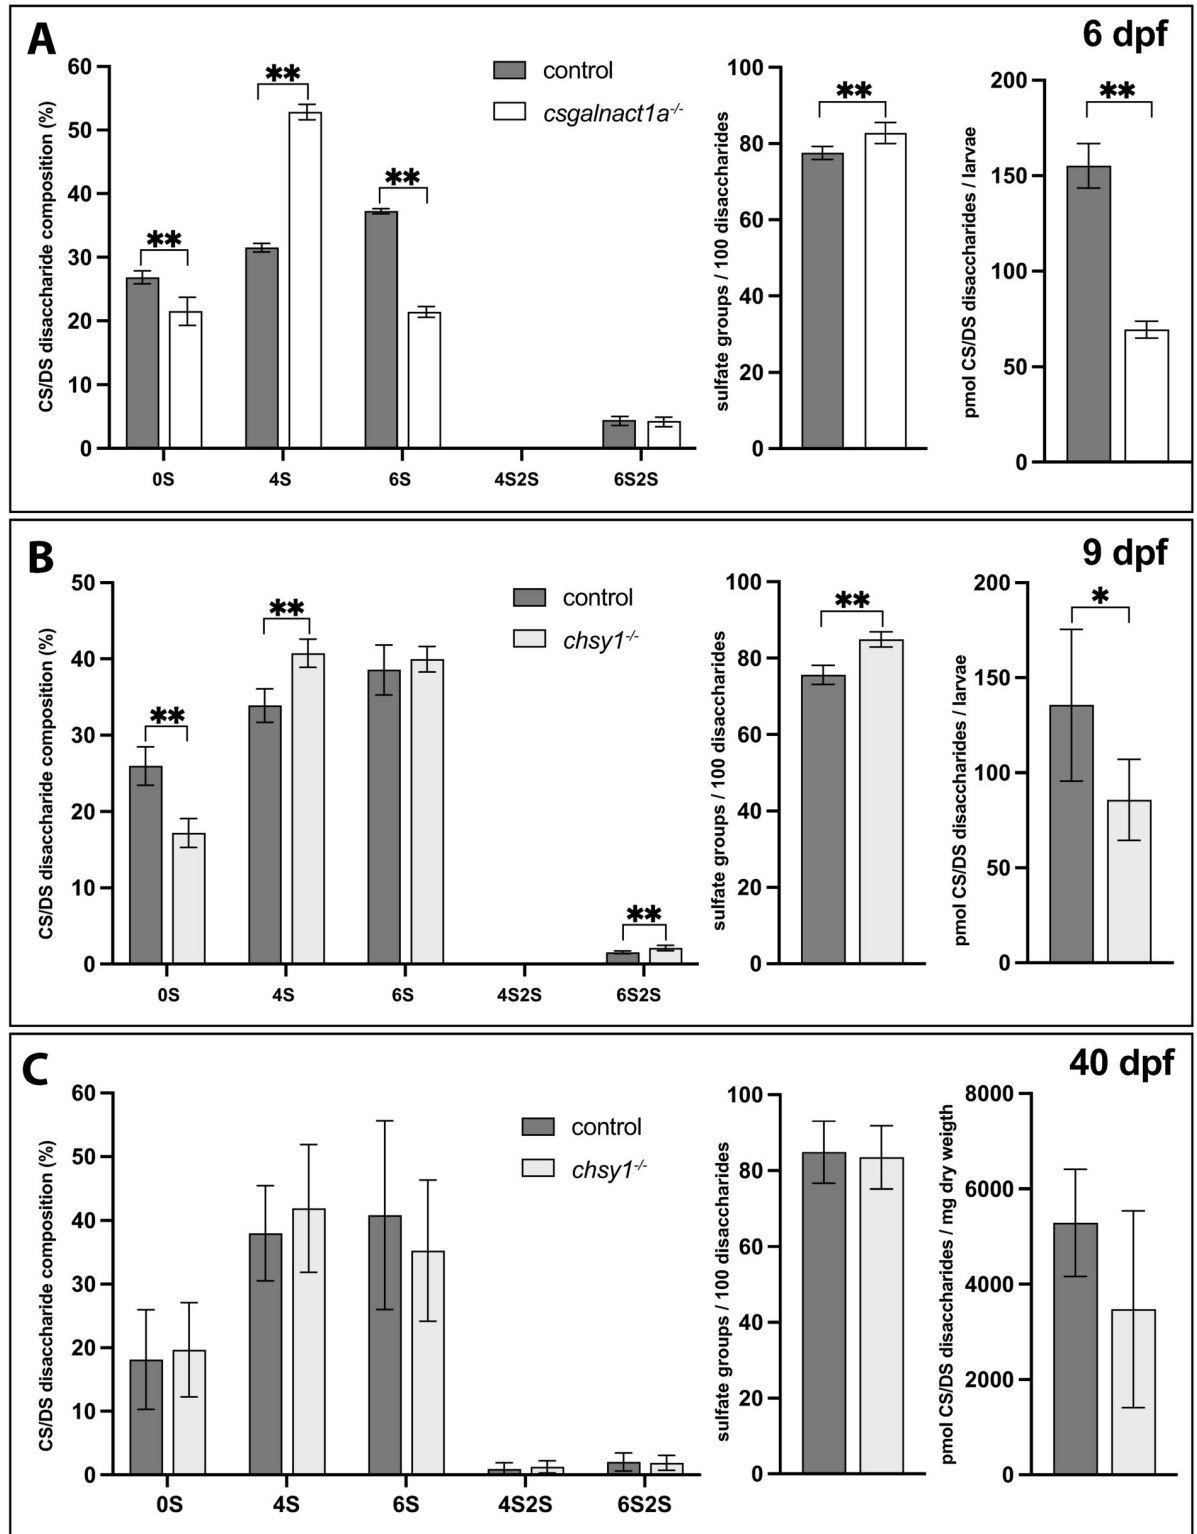 A
6 dpf
CS/DS disaccharide composition (%)
60
50
40
30
20
10
0
control
csgalnact1a-/-
**
**
**
0S
4S
6S
4S2S
6S2S
sulfate groups / 100 disaccharides
100
80
60
40
20
0
**
pmol CS/DS disaccharides / larvae
200
150
100
50
0
**
B
9 dpf
CS/DS disaccharide composition (%)
50
40
30
20
10
0
control
chsy1-/-
**
**
**
0S
4S
6S
4S2S
6S2S
sulfate groups / 100 disaccharides
100
80
60
40
20
0
**
pmol CS/DS disaccharides / larvae
200
150
100
50
0
*
C
40 dpf
CS/DS disaccharide composition (%)
60
50
40
30
20
10
0
control
chsy1-/-
0S
4S
6S
4S2S
6S2S
sulfate groups / 100 disaccharides
100
80
60
40
20
0
pmol CS/DS disaccharides / mg dry weigth
8000
6000
4000
2000
0